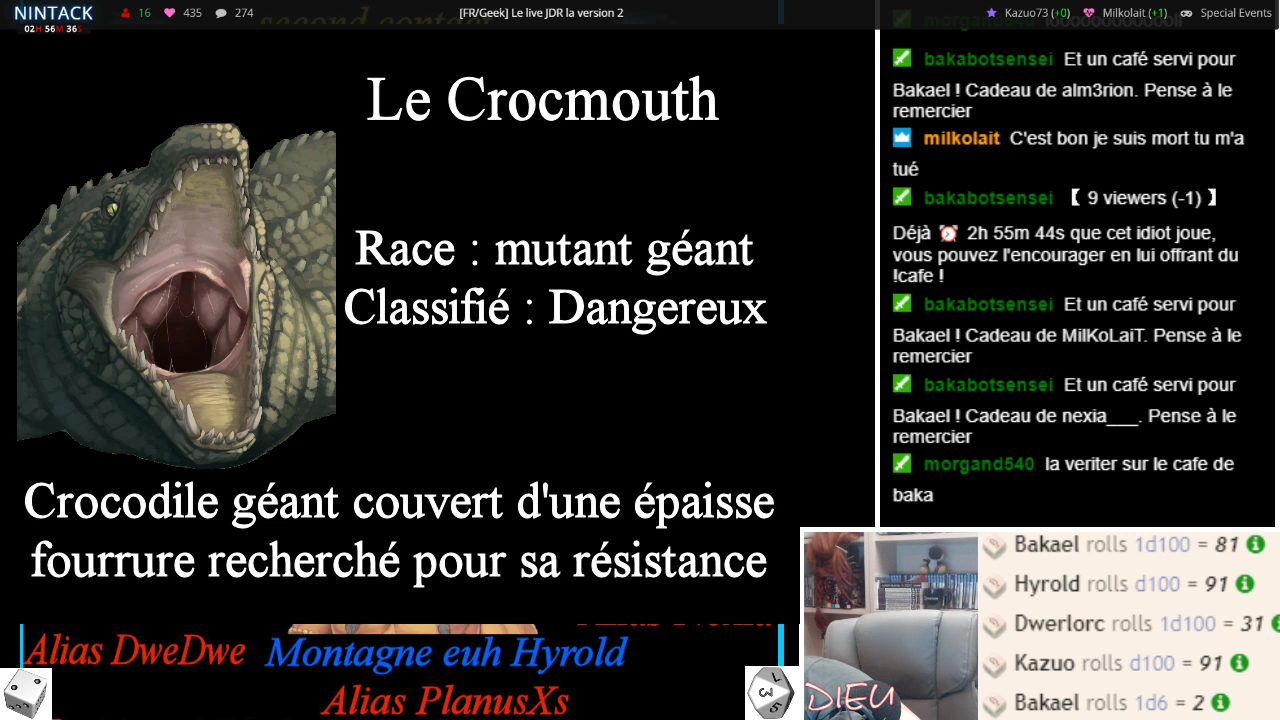 NINTACK
02H 56M 36S
16 435 274
[FR/Geek] Le live JDR la version 2
Kazuo73 (+0) Milkolait (+1) Special Events
second contact
Le Crocmouth
Race : mutant géant
Classifié : Dangereux
Crocodile géant couvert d'une épaisse
fourrure recherché pour sa résistance
Alias DweDwe
Montagne euh Hyrold
Alias PlanusXs
bakabotsensei Et un café servi pour
Bakael ! Cadeau de alm3rion. Pense à le
remercier
milkolait C'est bon je suis mort tu m'a
tué
bakabotsensei 【 9 viewers (-1) 】
Déjà ⏰ 2h 55m 44s que cet idiot joue,
vous pouvez l'encourager en lui offrant du
!cafe !
bakabotsensei Et un café servi pour
Bakael ! Cadeau de MilKoLaiT. Pense à le
remercier
bakabotsensei Et un café servi pour
Bakael ! Cadeau de nexia___. Pense à le
remercier
morgand540 la veriter sur le cafe de
baka
DIEU
Bakael rolls 1d100 = 81
Hyrold rolls d100 = 91
Dwerlorc rolls 1d100 = 31
Kazuo rolls d100 = 91
Bakael rolls 1d6 = 2